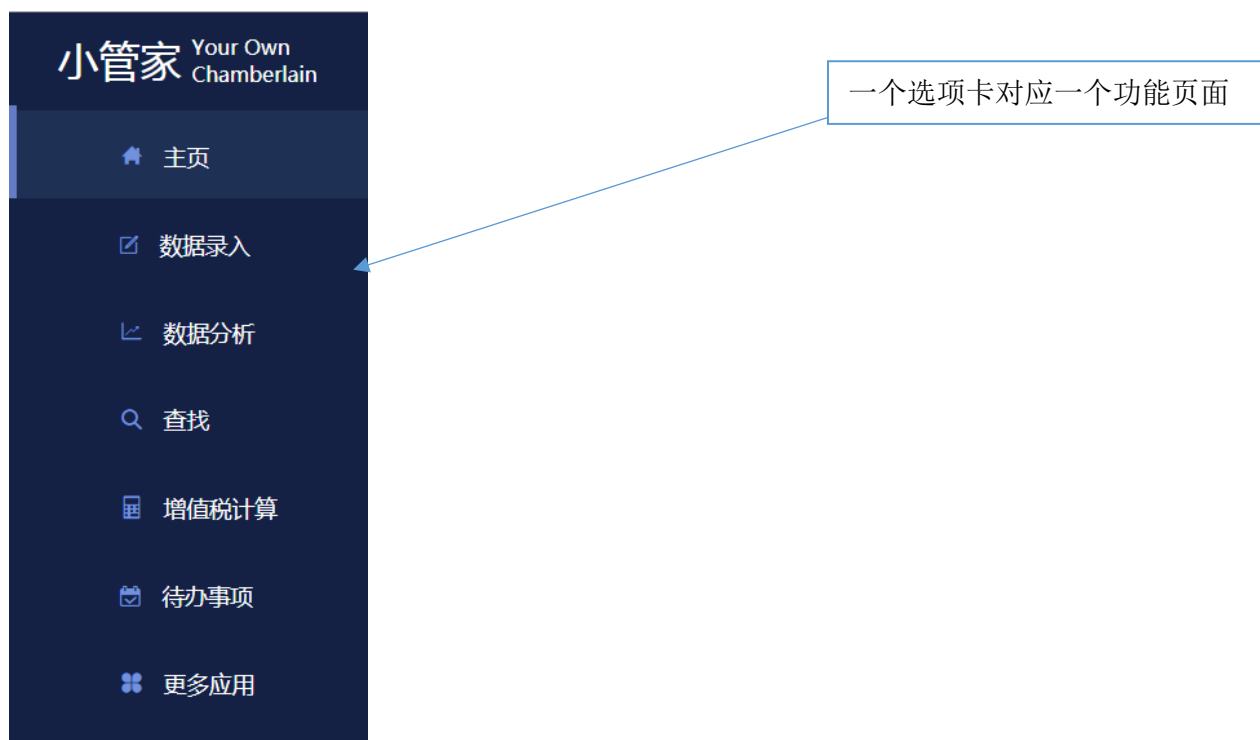 小管家 Your Own
Chamberlain
一个选项卡对应一个功能页面
主页
数据录入
数据分析
查找
增值税计算
待办事项
更多应用